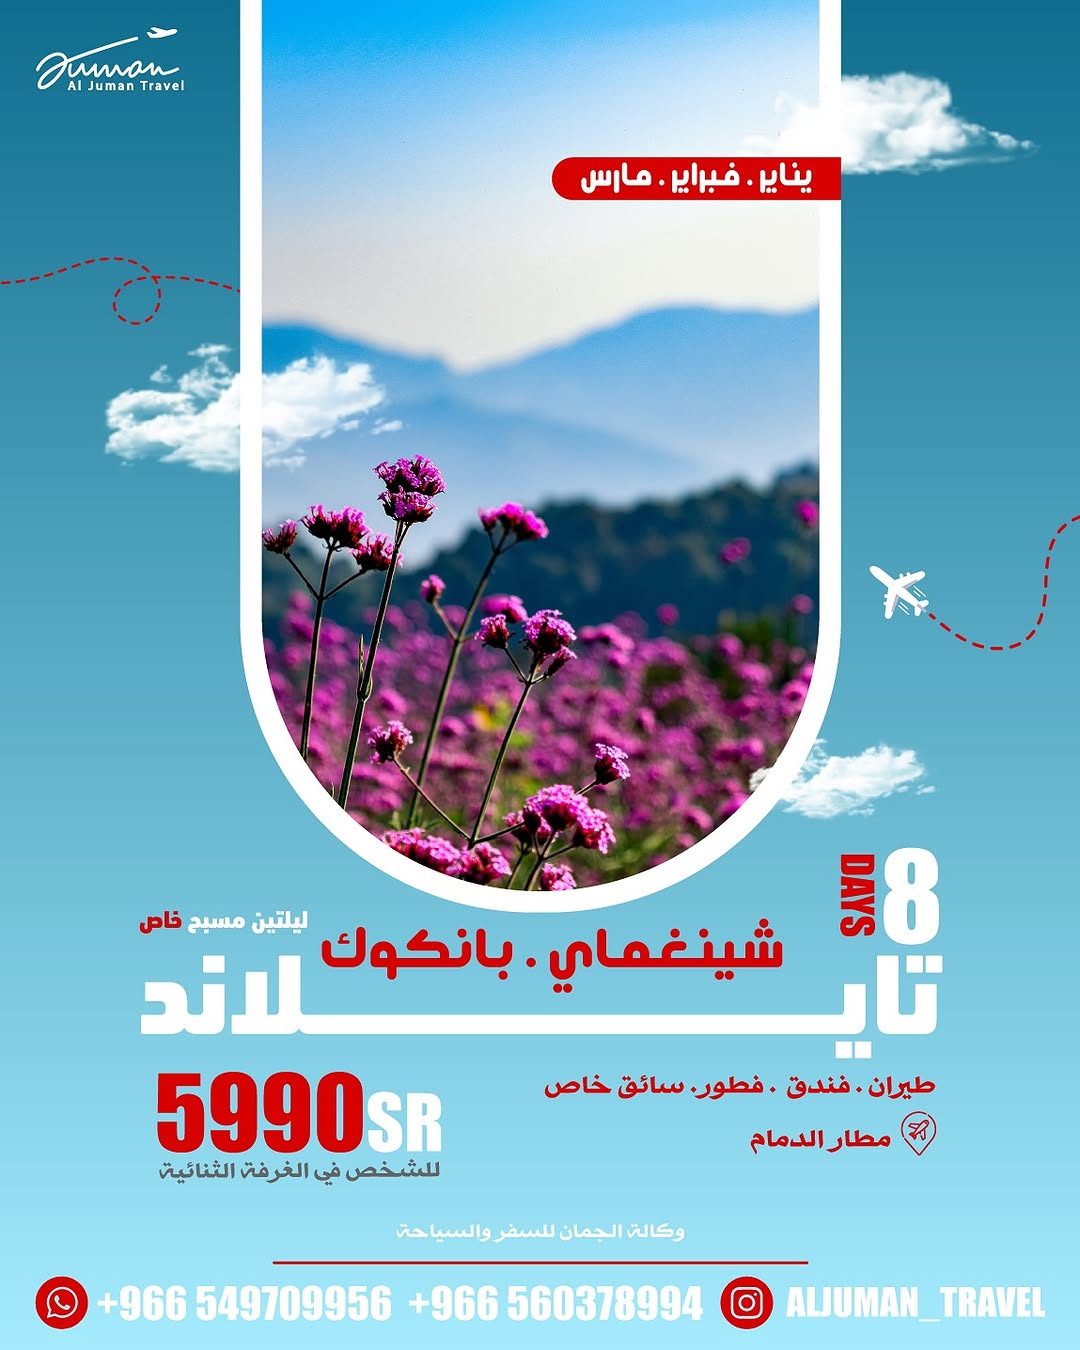 Juman
Al Juman Travel
يناير . فبراير . مارس
8 DAYS
ليلتين مسبح خاص
شينغماي . بانكوك
تايلاند
5990SR
للشخص في الغرفة الثنائية
طيران . فندق . فطور. سائق خاص
مطار الدمام
وكالة الجمان للسفر والسياحة
+966 549709956 +966 560378994 ALJUMAN_TRAVEL